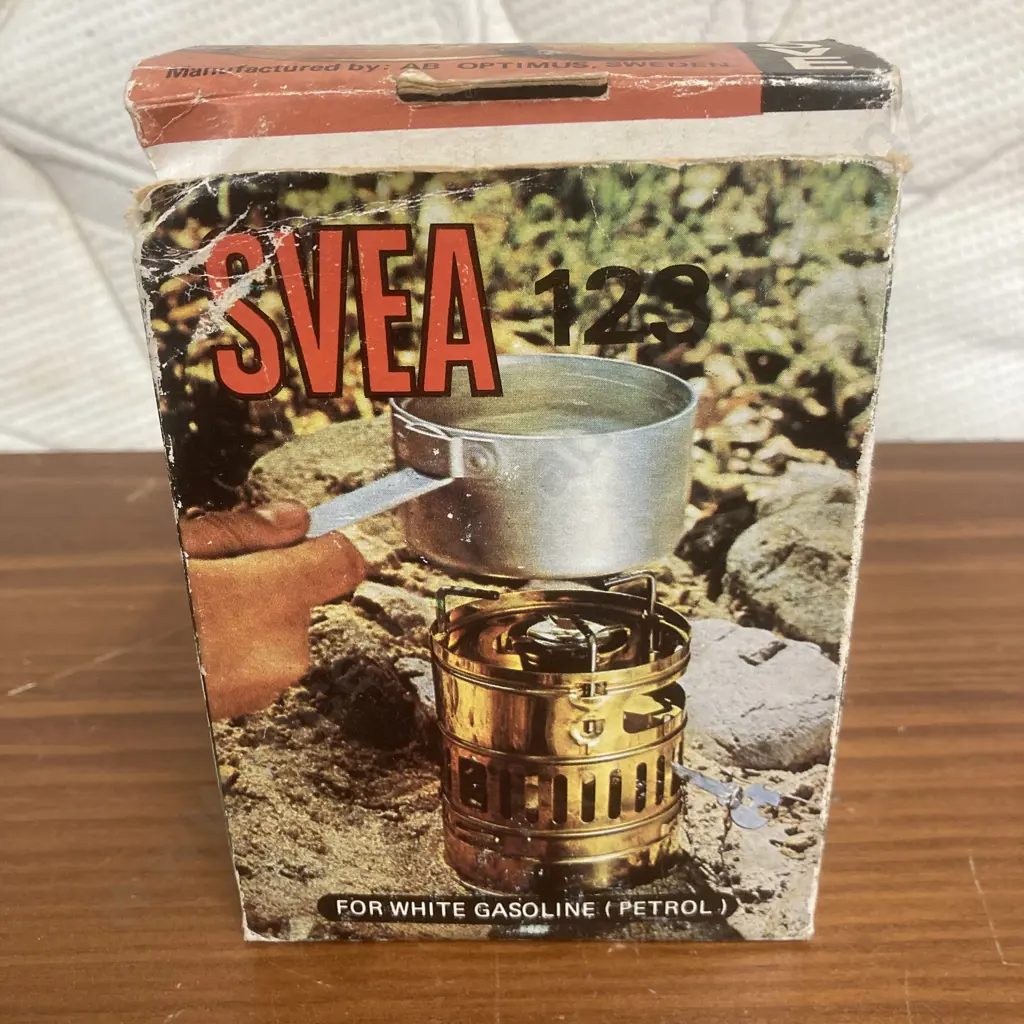 Manufactured by: AB OPTIMUS, SWEDEN
SVEA 123
FOR WHITE GASOLINE ( PETROL )